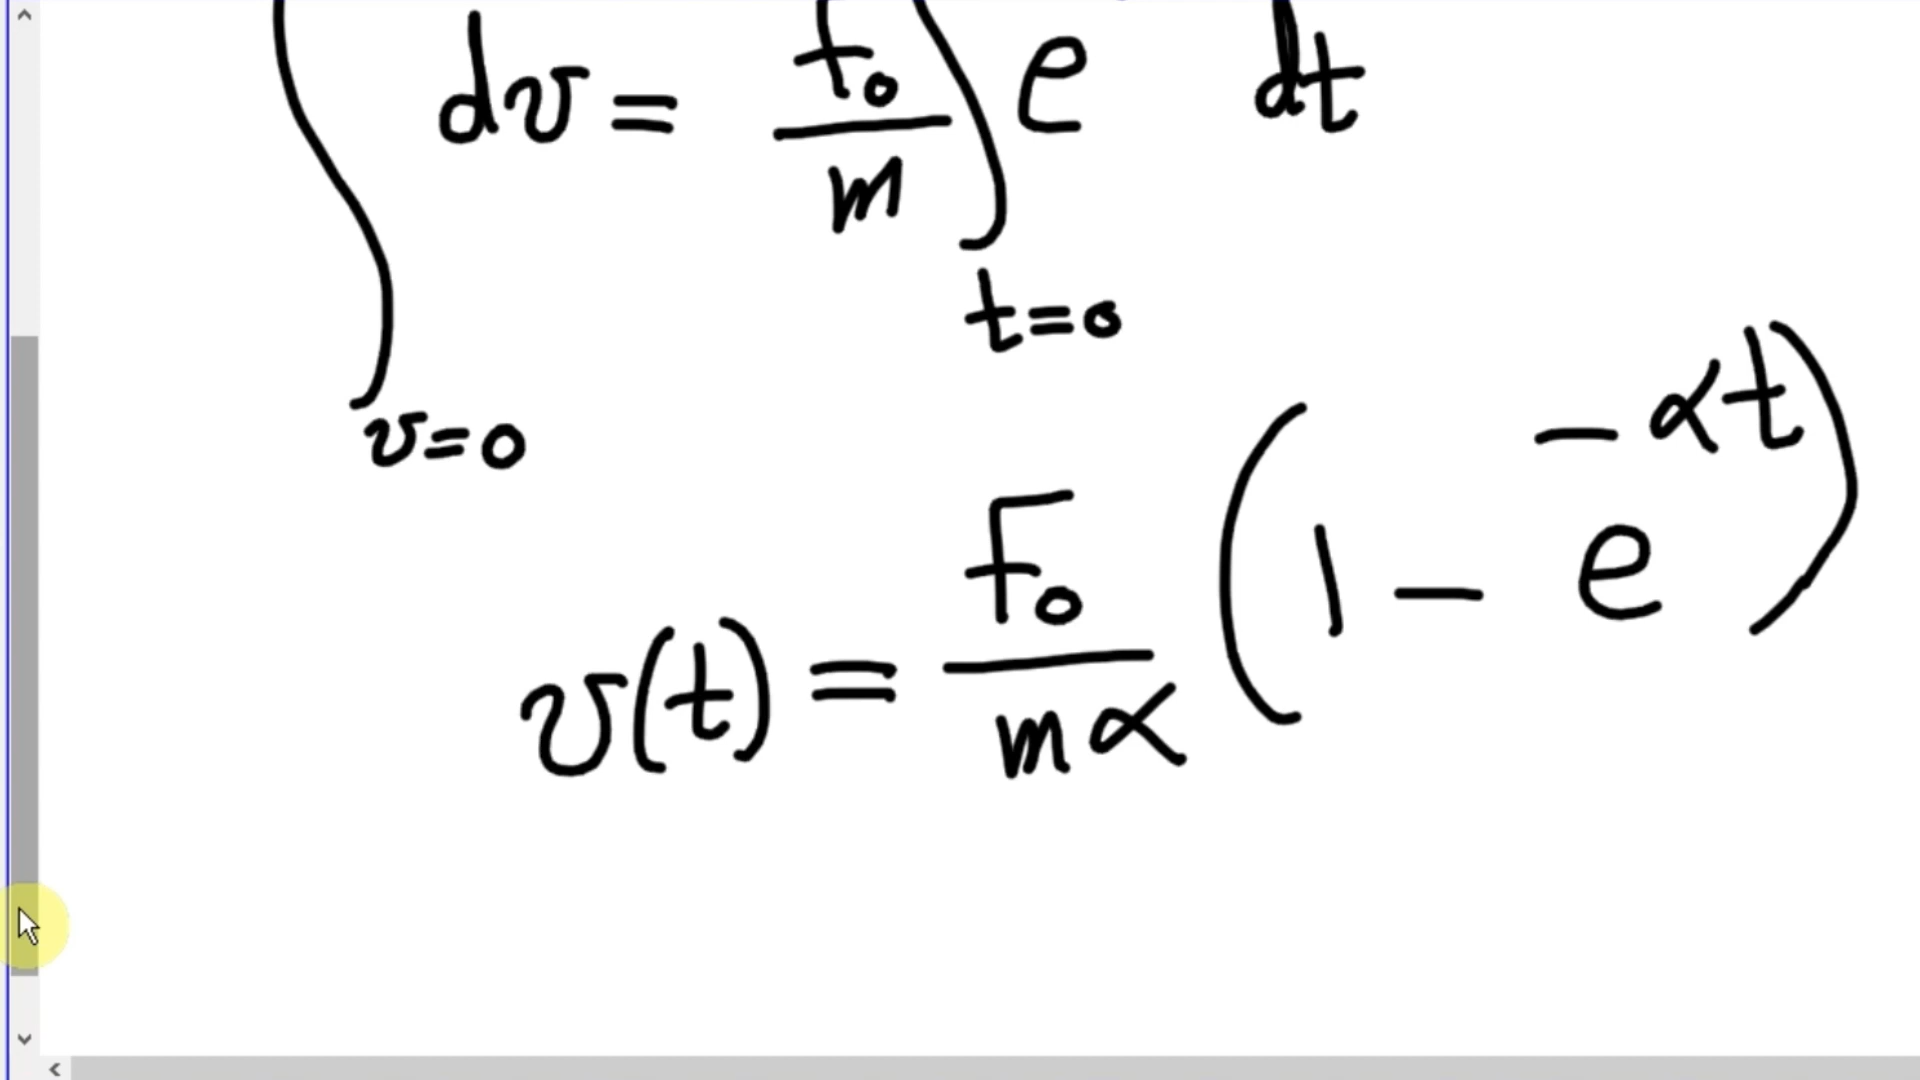 ∫ dv = F₀/m ∫ e dt
v=0
t=0
v(t) = F₀/mα (1 − e^(−αt))